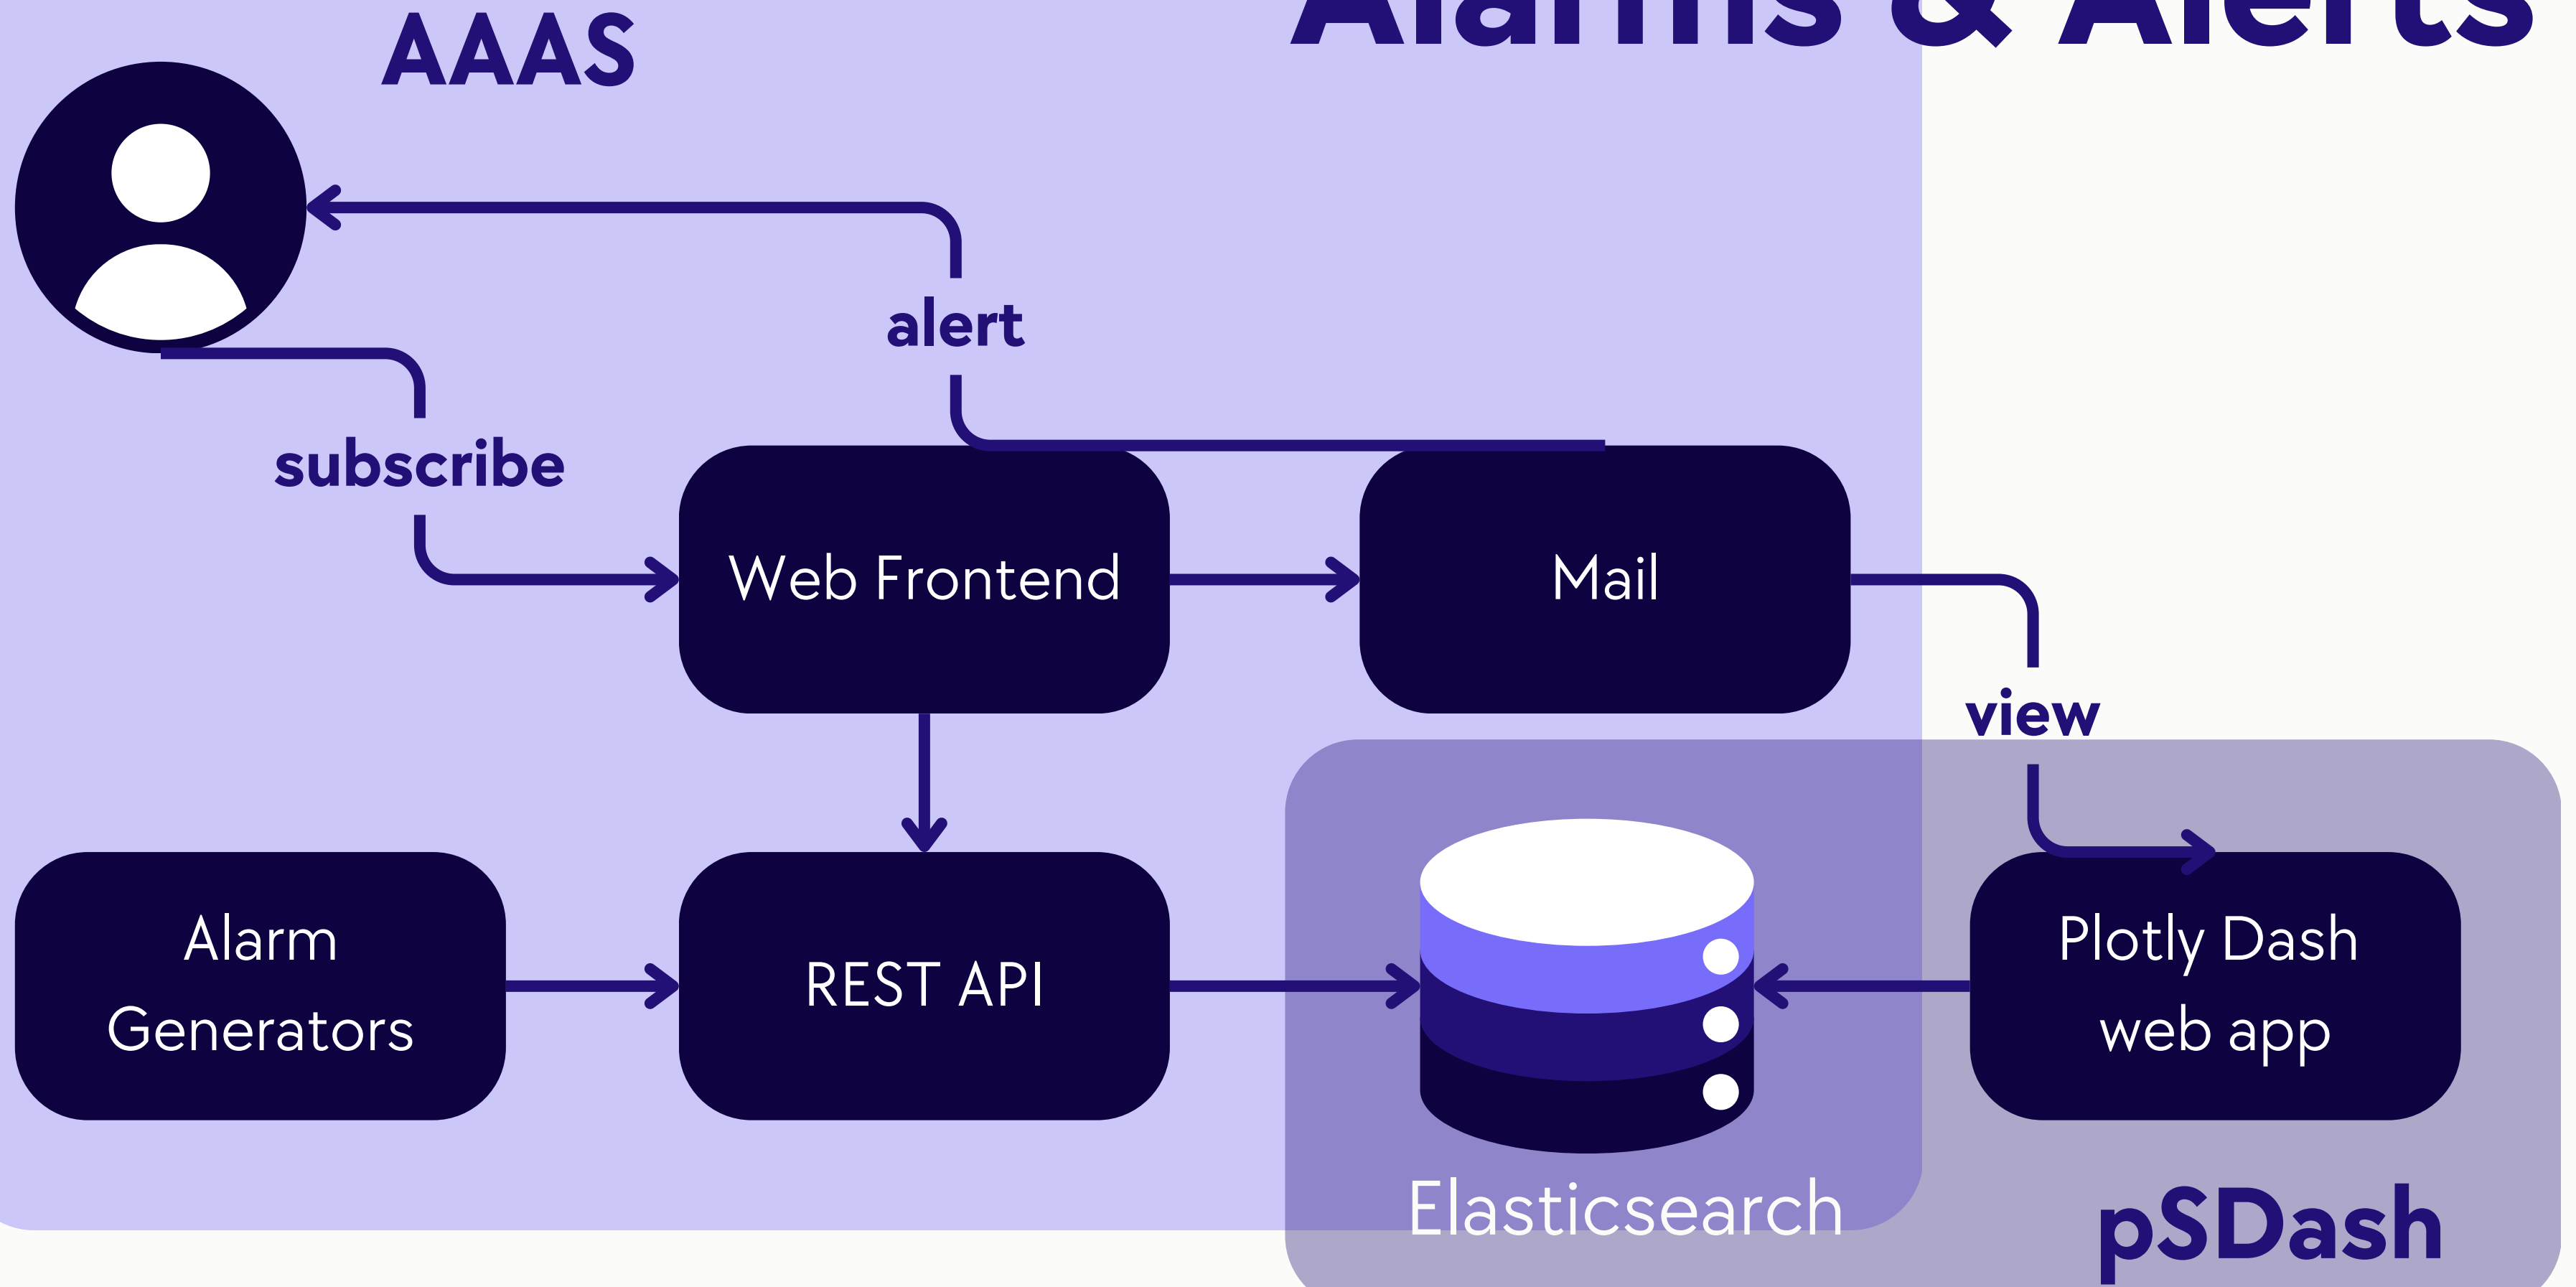 Alarms & Alerts
AAAS
alert
subscribe
Web Frontend
Mail
view
Alarm
Generators
REST API
Plotly Dash
web app
Elasticsearch
pSDash